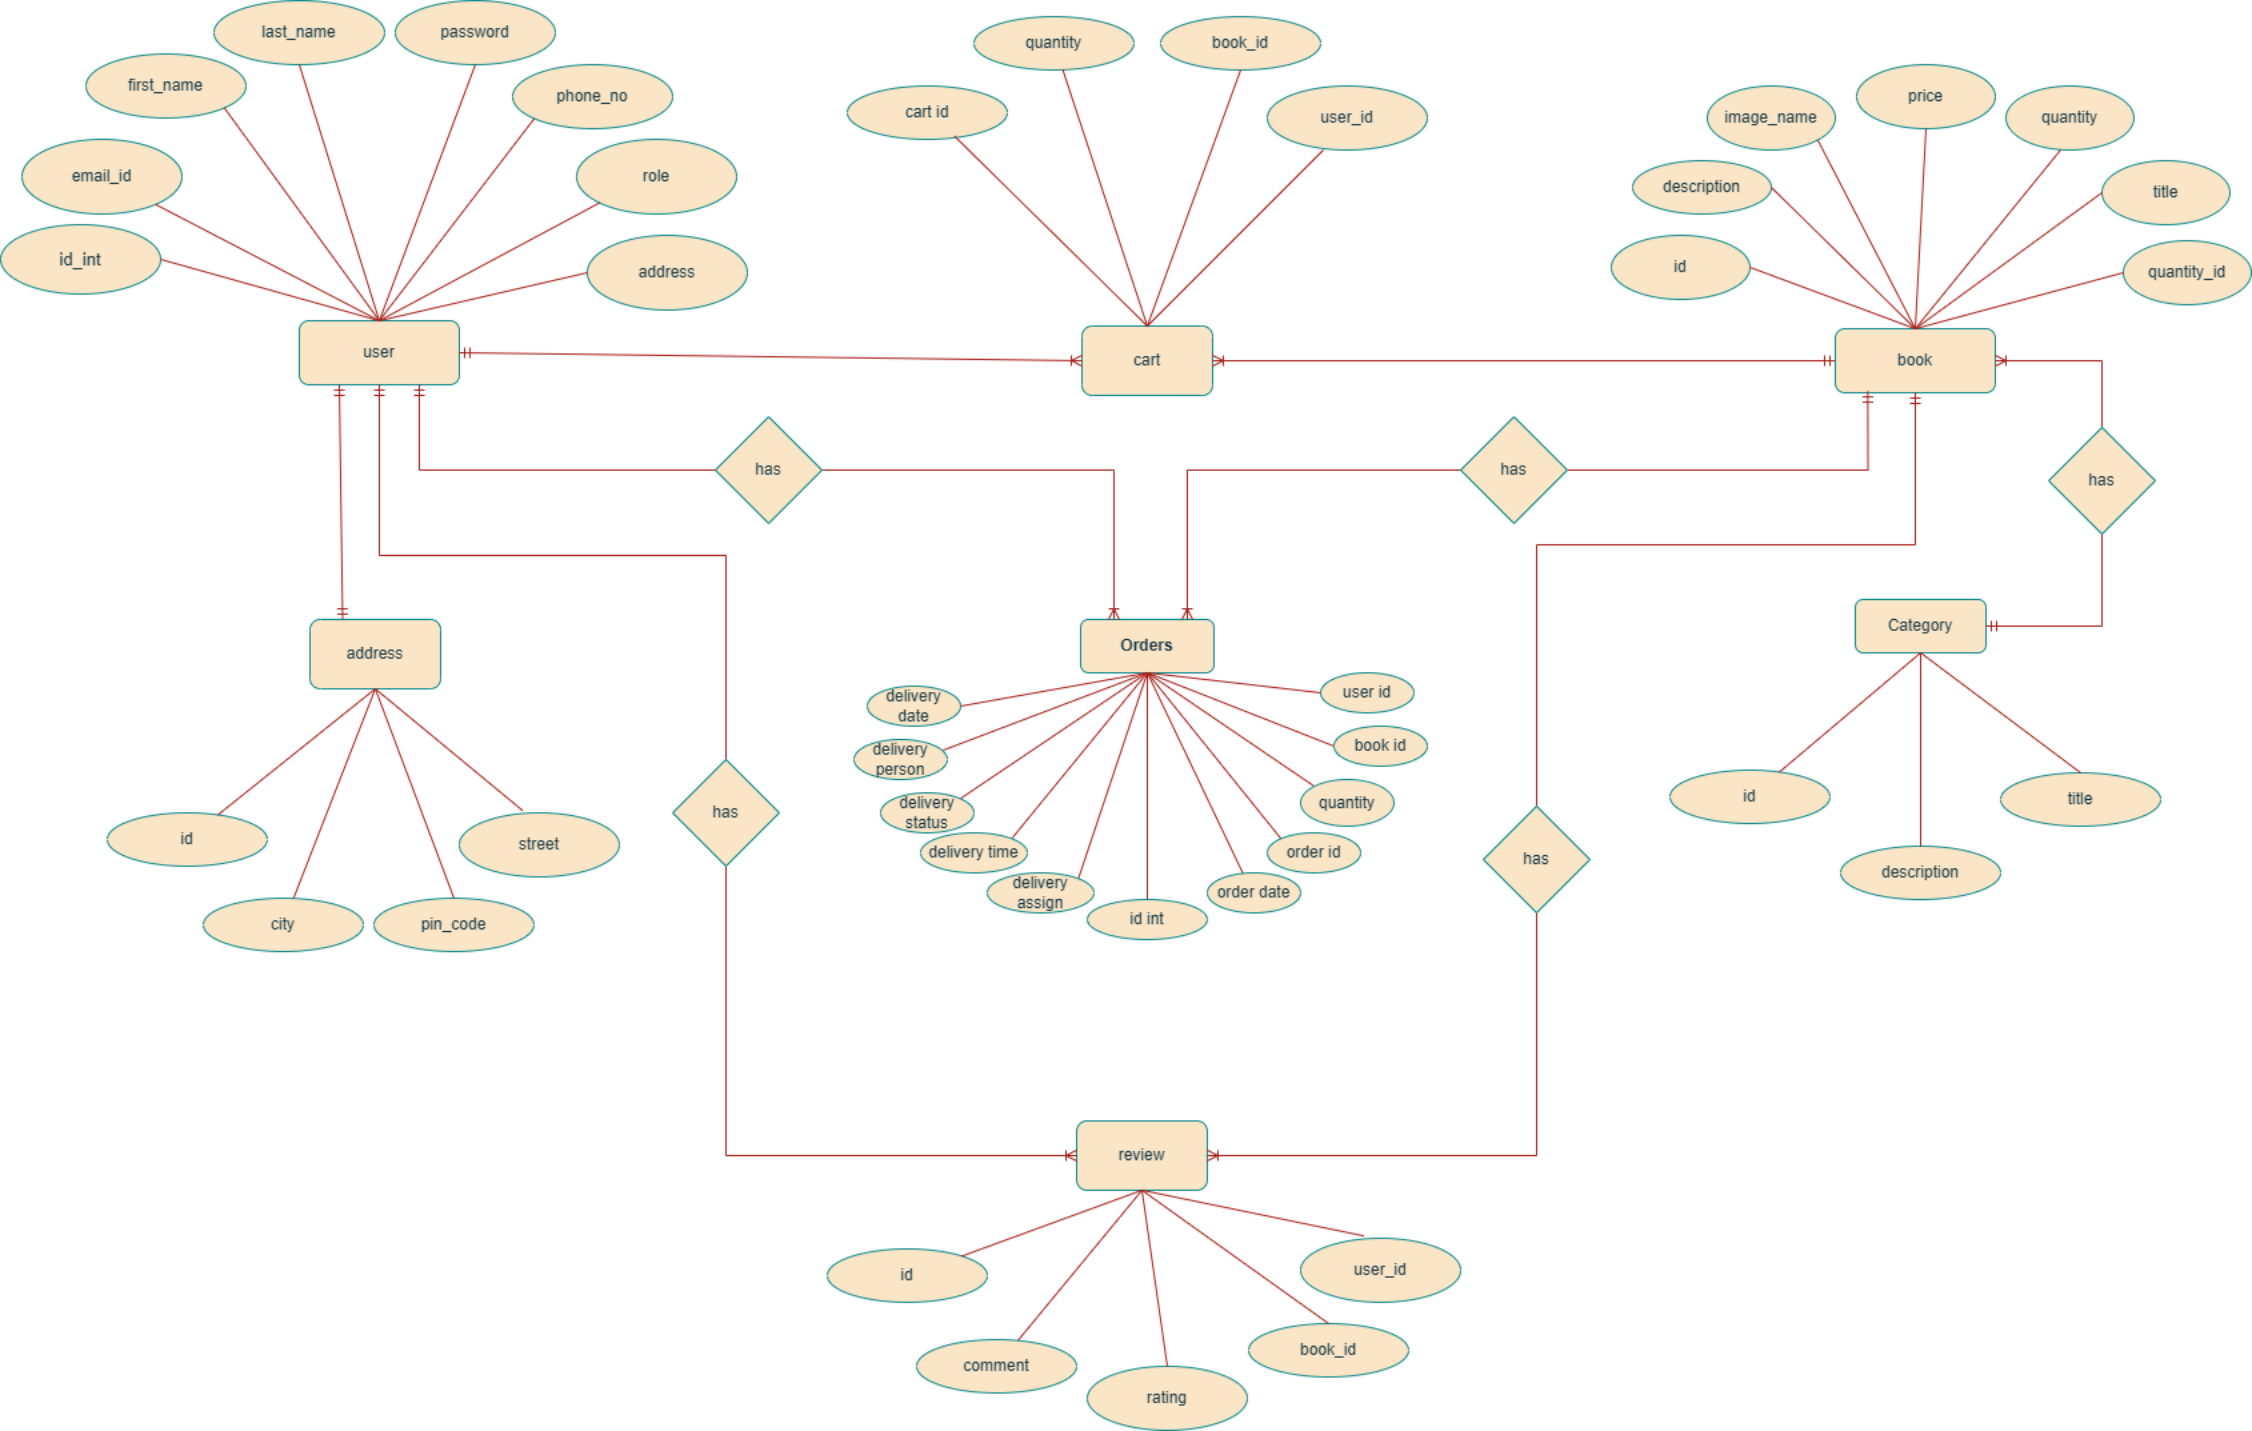 last_name
password
first_name
phone_no
email_id
role
id_int
address
user
quantity
book_id
cart id
user_id
cart
price
image_name
quantity
description
title
id
quantity_id
book
has
has
has
address
id
street
city
pin_code
has
Orders
delivery
date
delivery
person
delivery
status
delivery time
delivery
assign
id int
order date
order id
quantity
book id
user id
has
Category
id
title
description
review
id
user_id
comment
book_id
rating